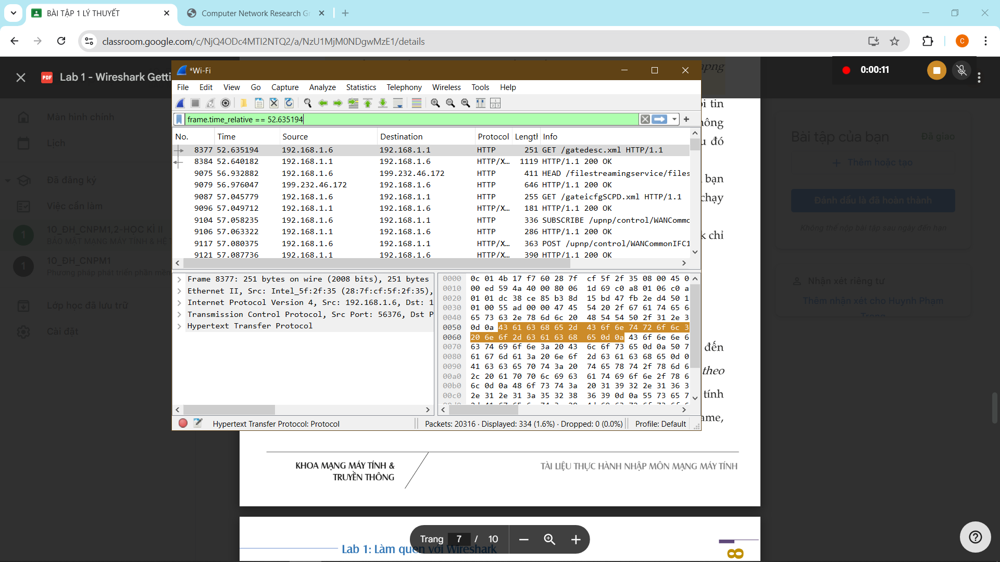 BÀI TẬP 1 LÝ THUYẾT
Computer Network Research G
classroom.google.com/c/NjQ4ODc4MTI2NTQ2/a/NzU1MjM0NDgwMzE1/details
C
PDF Lab 1 - Wireshark Getti
0:00:11
Màn hình chính
Lịch
Đã đăng ký
Việc cần làm
1 10_ĐH_CNPM1,2-HỌC KÌ II
BẢO MẬT MẠNG MÁY TÍNH & HỆ
1 10_ĐH_CNPM1
Phương pháp phát triển phần mềm
Lớp học đã lưu trữ
Cài đặt
*Wi-Fi
File Edit View Go Capture Analyze Statistics Telephony Wireless Tools Help
frame.time_relative == 52.635194
No. Time Source Destination Protocol Length Info
8377 52.635194 192.168.1.6 192.168.1.1 HTTP 251 GET /gatedesc.xml HTTP/1.1
8384 52.640182 192.168.1.1 192.168.1.6 HTTP/X… 1119 HTTP/1.1 200 OK
9075 56.932882 192.168.1.6 199.232.46.172 HTTP 411 HEAD /filestreamingservice/files
9079 56.976047 199.232.46.172 192.168.1.6 HTTP 646 HTTP/1.1 200 OK
9087 57.045779 192.168.1.6 192.168.1.1 HTTP 255 GET /gateicfgSCPD.xml HTTP/1.1
9096 57.049712 192.168.1.1 192.168.1.6 HTTP/X… 181 HTTP/1.1 200 OK
9104 57.058235 192.168.1.6 192.168.1.1 HTTP 336 SUBSCRIBE /upnp/control/WANCommo
9106 57.063322 192.168.1.1 192.168.1.6 HTTP 286 HTTP/1.1 200 OK
9117 57.080375 192.168.1.6 192.168.1.1 HTTP/X… 363 POST /upnp/control/WANCommonIFC1
9121 57.087736 192.168.1.1 192.168.1.6 HTTP/X… 390 HTTP/1.1 200 OK
Frame 8377: 251 bytes on wire (2008 bits), 251 bytes
Ethernet II, Src: Intel_5f:2f:35 (28:7f:cf:5f:2f:35),
Internet Protocol Version 4, Src: 192.168.1.6, Dst: 1
Transmission Control Protocol, Src Port: 56376, Dst P
Hypertext Transfer Protocol
0000 0c 01 4b 17 f7 60 28 7f cf 5f 2f 35 08 00 45 0
0010 00 ed 59 4a 40 00 80 06 1d 69 c0 a8 01 06 c0 a
0020 01 01 dc 38 ce 85 b3 8d 15 bd 47 fb 2e d4 50 1
0030 01 00 55 ad 00 00 47 45 54 20 2f 67 61 74 65 6
0040 65 73 63 2e 78 6d 6c 20 48 54 54 50 2f 31 2e 3
0050 0d 0a 43 61 63 68 65 2d 43 6f 6e 74 72 6f 6c 3
0060 20 6e 6f 2d 63 61 63 68 65 0d 0a 43 6f 6e 6e 6
0070 63 74 69 6f 6e 3a 20 43 6c 6f 73 65 0d 0a 50 7
0080 61 67 6d 61 3a 20 6e 6f 2d 63 61 63 68 65 0d 0
0090 41 63 63 65 70 74 3a 20 74 65 78 74 2f 78 6d 6
00a0 2c 20 61 70 70 6c 69 63 61 74 69 6f 6e 2f 78 6
00b0 6c 0d 0a 48 6f 73 74 3a 20 31 39 32 2e 31 36 3
00c0 2e 31 2e 31 3a 35 32 38 36 39 0d 0a 55 73 65 7
Hypertext Transfer Protocol: Protocol
Packets: 20316 · Displayed: 334 (1.6%) · Dropped: 0 (0.0%)
Profile: Default
tin
đó
bạn
chạy
chỉ
đến
theo
tính
Bài tập của bạn Đã giao
Thêm hoặc tạo
Đánh dấu là đã hoàn thành
Không thể nộp bài tập sau ngày đến hạn
Nhận xét riêng tư
Thêm nhận xét cho Huynh Phạm
KHOA MẠNG MÁY TÍNH &
TRUYỀN THÔNG
TÀI LIỆU THỰC HÀNH NHẬP MÔN MẠNG MÁY TÍNH
Trang 7 / 10
Lab 1: Làm quen với Wireshark
8